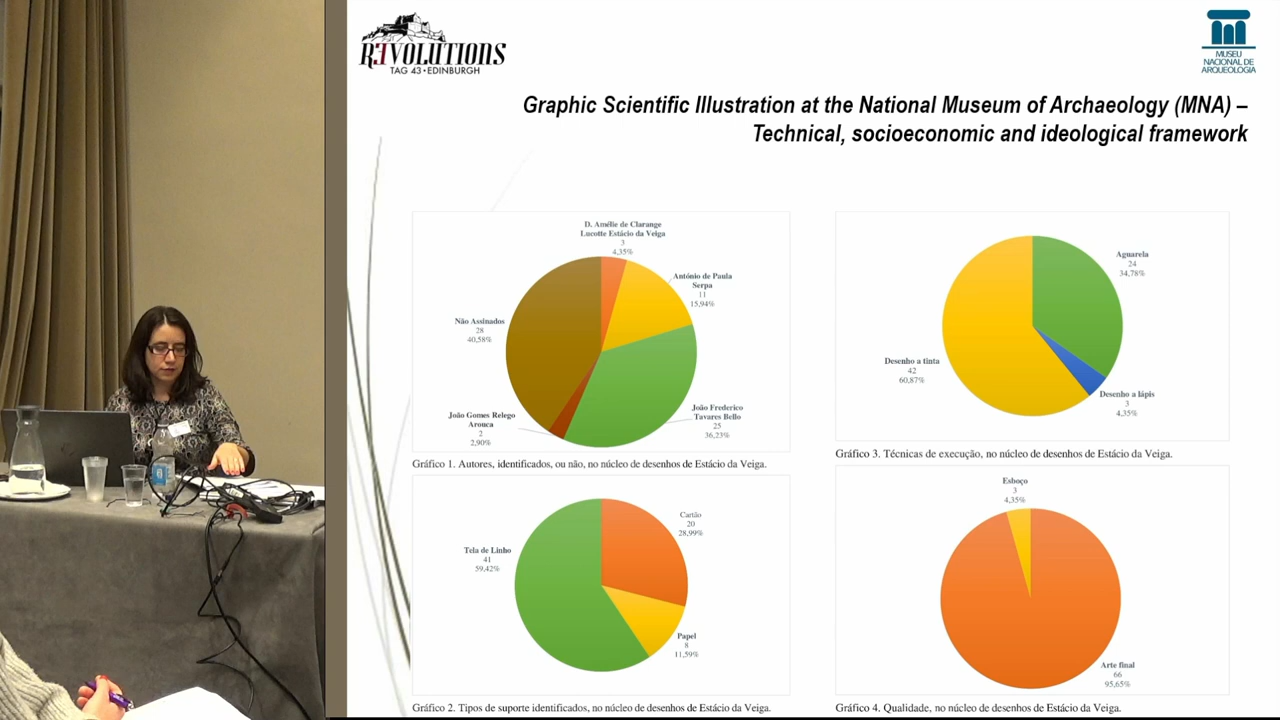 REVOLUTIONS
TAG 43 • EDINBURGH
MUSEU
NACIONAL DE
ARQUEOLOGIA
Graphic Scientific Illustration at the National Museum of Archaeology (MNA) –
Technical, socioeconomic and ideological framework
D. Amélie de Clarange
Lucotte Estácio da Veiga
3
4,35%
António de Paula
Serpa
11
15,94%
João Frederico
Tavares Bello
25
36,23%
João Gomes Relego
Arouca
2
2,90%
Não Assinados
28
40,58%
Gráfico 1. Autores, identificados, ou não, no núcleo de desenhos de Estácio da Veiga.
Cartão
20
28,99%
Papel
8
11,59%
Tela de Linho
41
59,42%
Gráfico 2. Tipos de suporte identificados, no núcleo de desenhos de Estácio da Veiga.
Aguarela
24
34,78%
Desenho a lápis
3
4,35%
Desenho a tinta
42
60,87%
Gráfico 3. Técnicas de execução, no núcleo de desenhos de Estácio da Veiga.
Esboço
3
4,35%
Arte final
66
95,65%
Gráfico 4. Qualidade, no núcleo de desenhos de Estácio da Veiga.